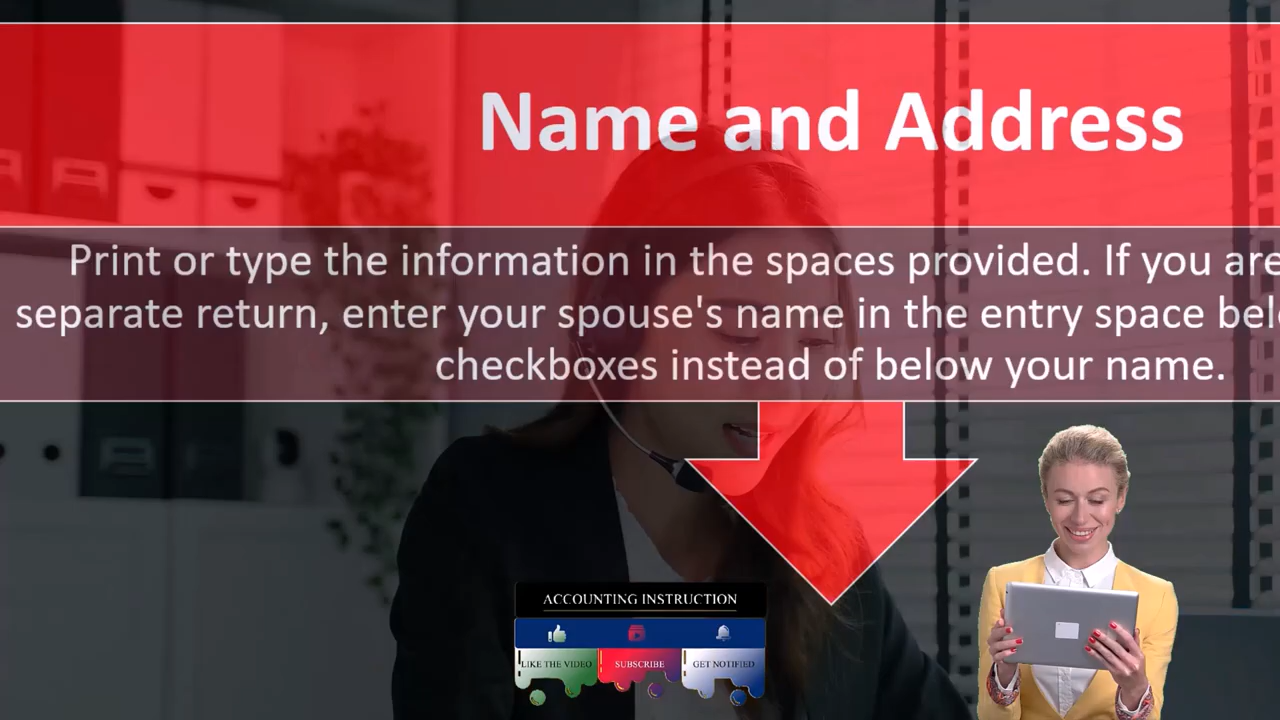 Name and Address
Print or type the information in the spaces provided. If you are
separate return, enter your spouse's name in the entry space
checkboxes instead of below your name.
ACCOUNTING INSTRUCTION
LIKE THE VIDEO SUBSCRIBE GET NOTIFIED